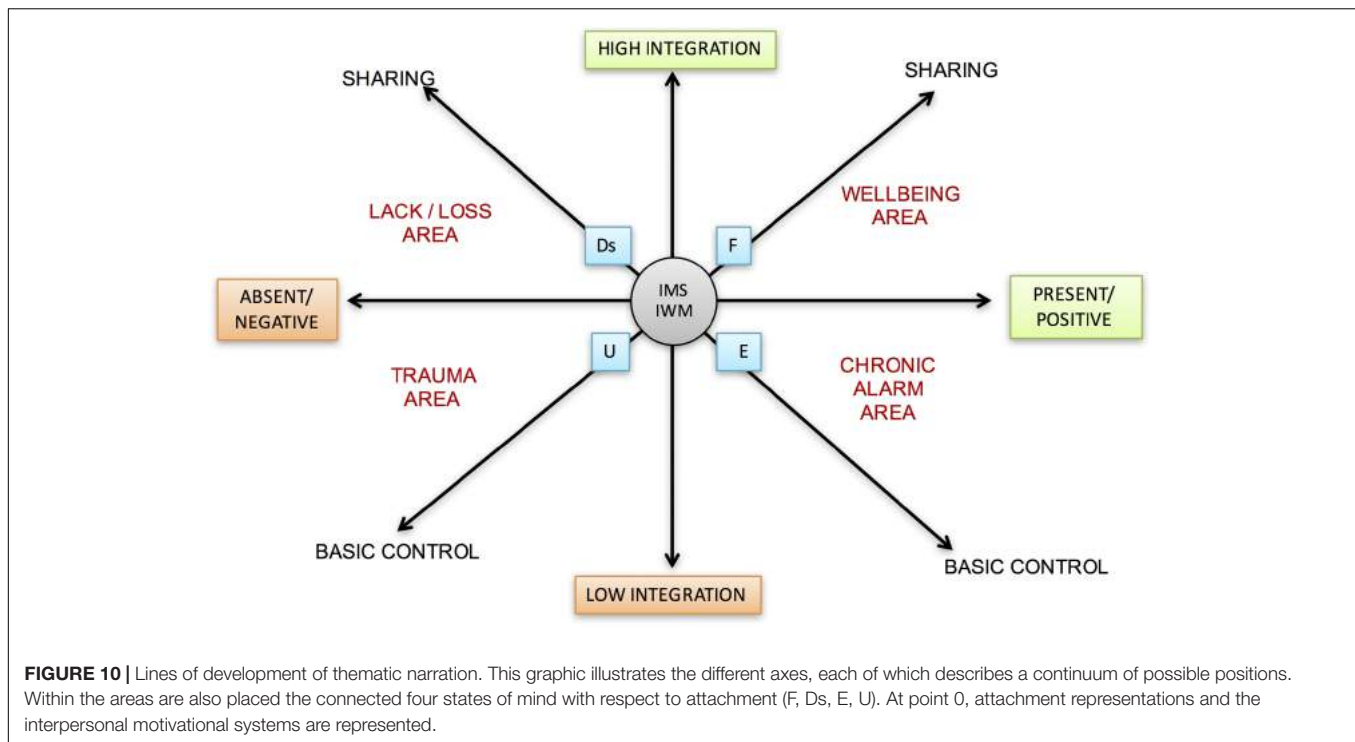 HIGH INTEGRATION
SHARING
SHARING
LACK / LOSS
AREA
WELLBEING
AREA
Ds
F
ABSENT/
NEGATIVE
IMS
IWM
PRESENT/
POSITIVE
U
E
TRAUMA
AREA
CHRONIC
ALARM
AREA
BASIC CONTROL
BASIC CONTROL
LOW INTEGRATION
FIGURE 10 | Lines of development of thematic narration. This graphic illustrates the different axes, each of which describes a continuum of possible positions.
Within the areas are also placed the connected four states of mind with respect to attachment (F, Ds, E, U). At point 0, attachment representations and the
interpersonal motivational systems are represented.